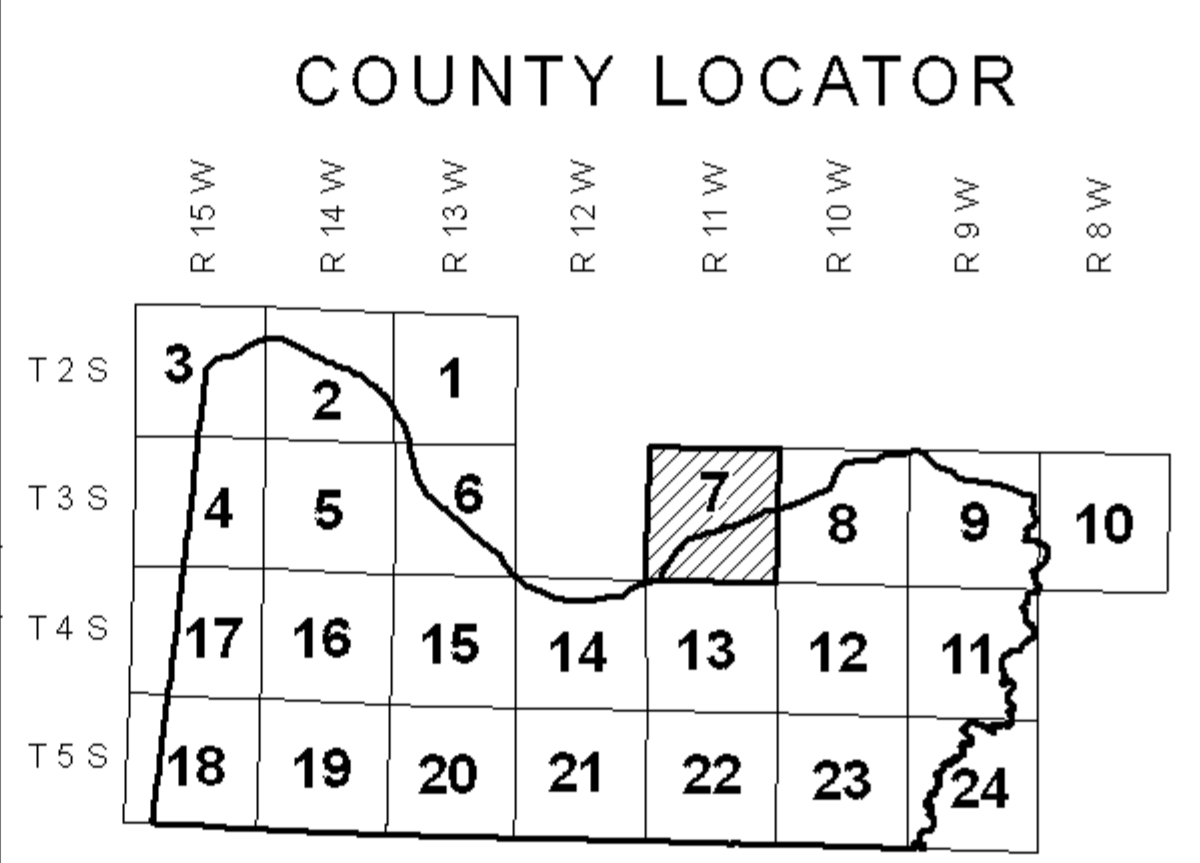 COUNTY LOCATOR
R 15 W R 14 W R 13 W R 12 W R 11 W R 10 W R 9 W R 8 W
T 2 S 3 2 1
T 3 S 4 5 6 7 8 9 10
T 4 S 17 16 15 14 13 12 11
T 5 S 18 19 20 21 22 23 24